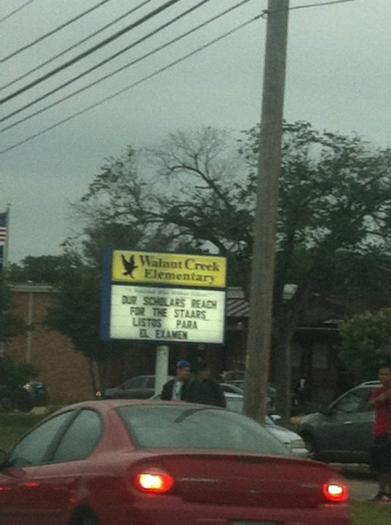 Walnut Creek
Elementary
OUR SCHOLARS REACH
FOR THE STAARS
LISTOS PARA
EL EXAMEN